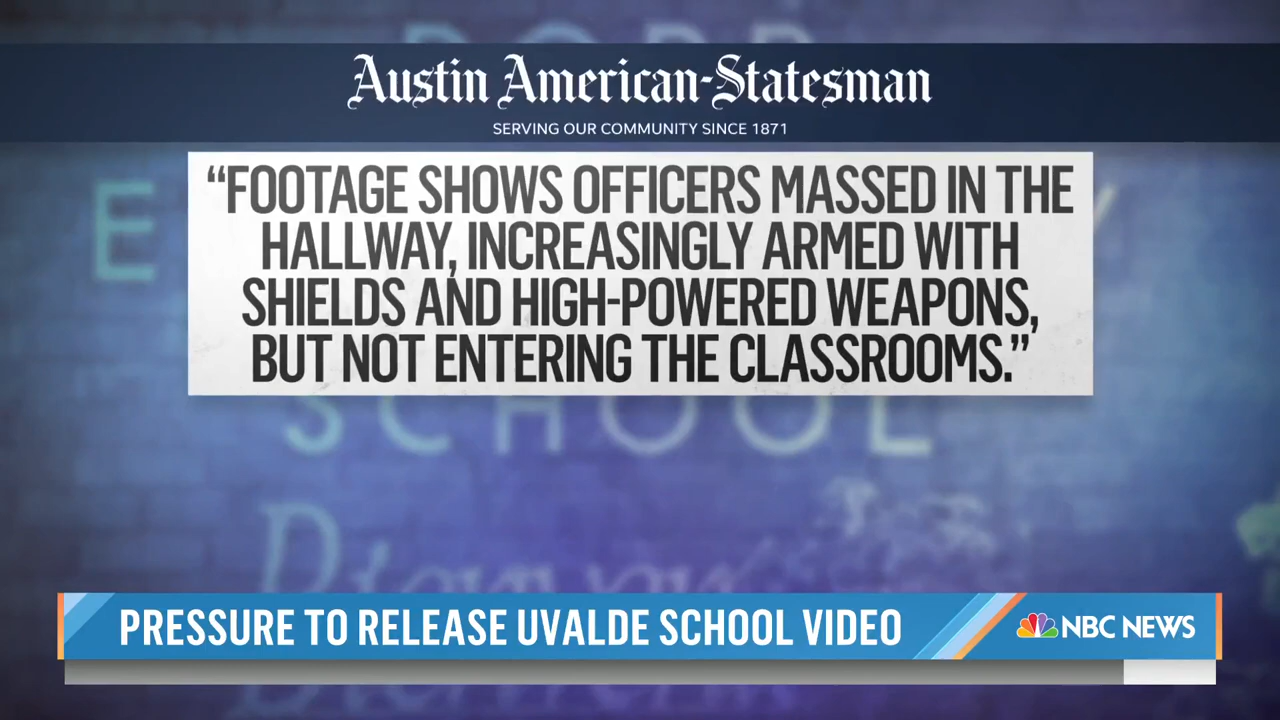 Austin American-Statesman
SERVING OUR COMMUNITY SINCE 1871
“FOOTAGE SHOWS OFFICERS MASSED IN THE
HALLWAY, INCREASINGLY ARMED WITH
SHIELDS AND HIGH-POWERED WEAPONS,
BUT NOT ENTERING THE CLASSROOMS.”
SCHOOL
PRESSURE TO RELEASE UVALDE SCHOOL VIDEO
NBC NEWS